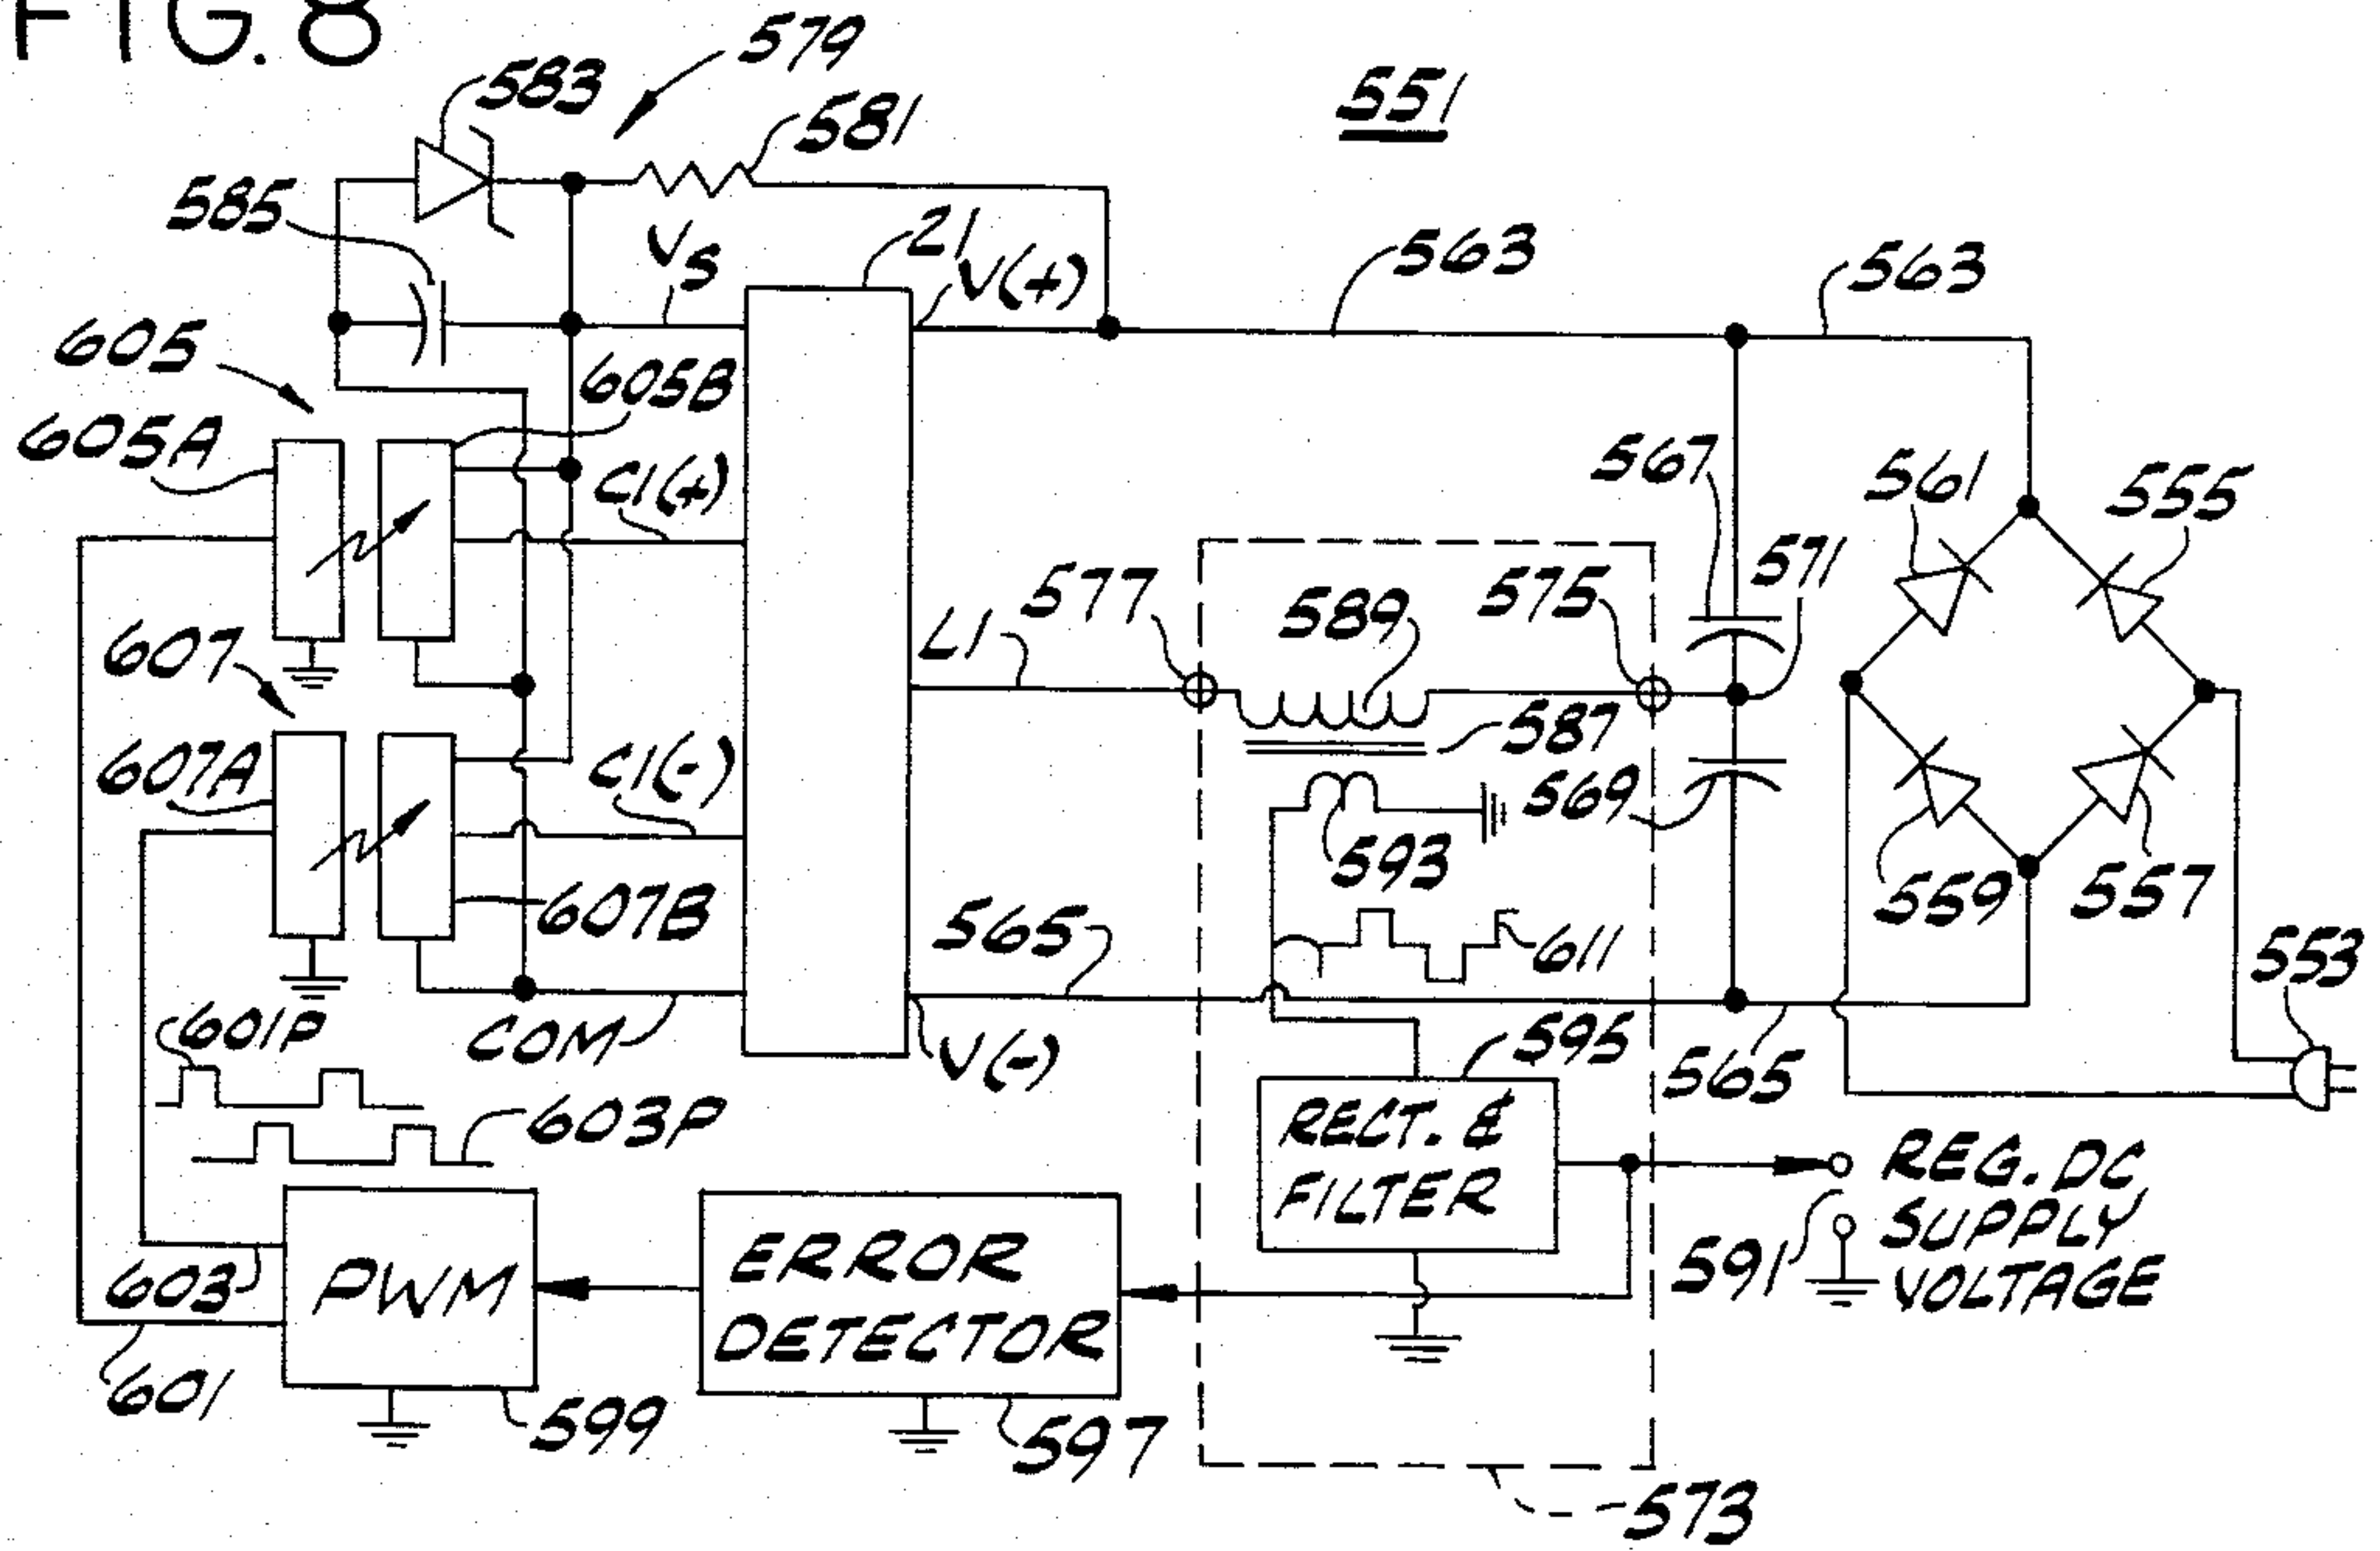 FIG. 8
579
583
551
581
585
21
Vs
V(+)
563
563
605
605B
605A
C1(+)
567
561
555
571
577
575
589
L1
607
587
607A
C1(-)
569
593
559
557
607B
565
611
553
601P
COM
V(-)
595
565
603P
RECT. &
FILTER
REG. DC
SUPPLY
VOLTAGE
591
603
PWM
ERROR
DETECTOR
601
599
597
573